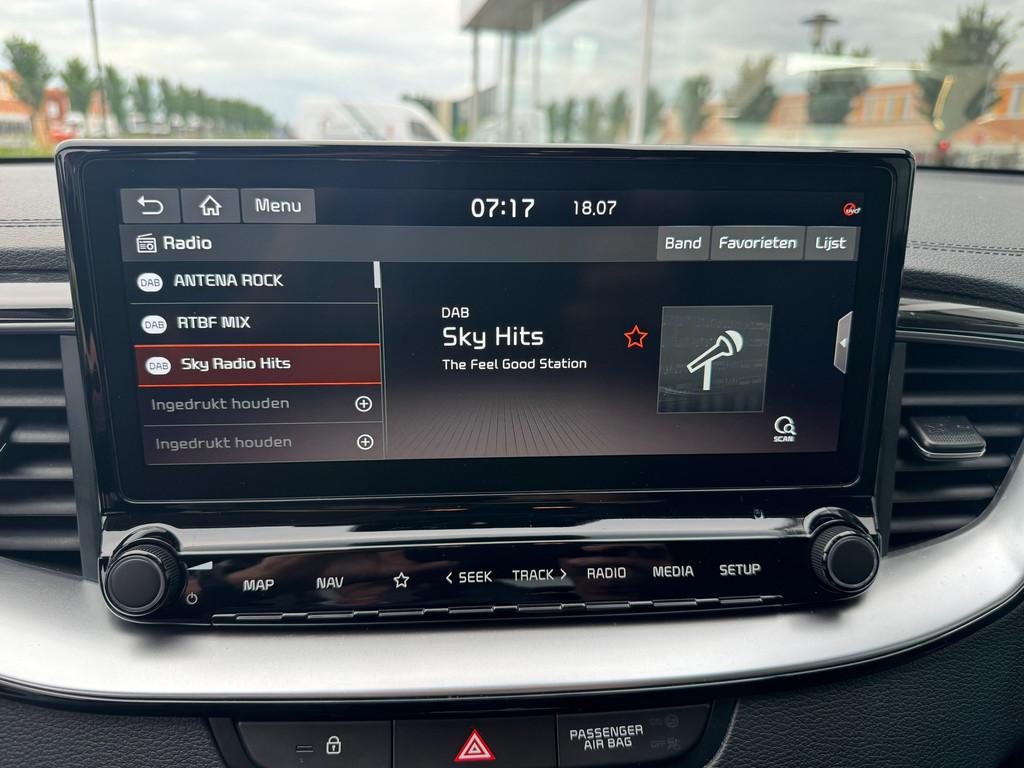 Menu
07:17 18.07
Radio
Band Favorieten Lijst
DAB ANTENA ROCK
DAB RTBF MIX
DAB Sky Radio Hits
Ingedrukt houden
Ingedrukt houden
DAB
Sky Hits
The Feel Good Station
SCAN
MAP NAV < SEEK TRACK > RADIO MEDIA SETUP
PASSENGER
AIR BAG